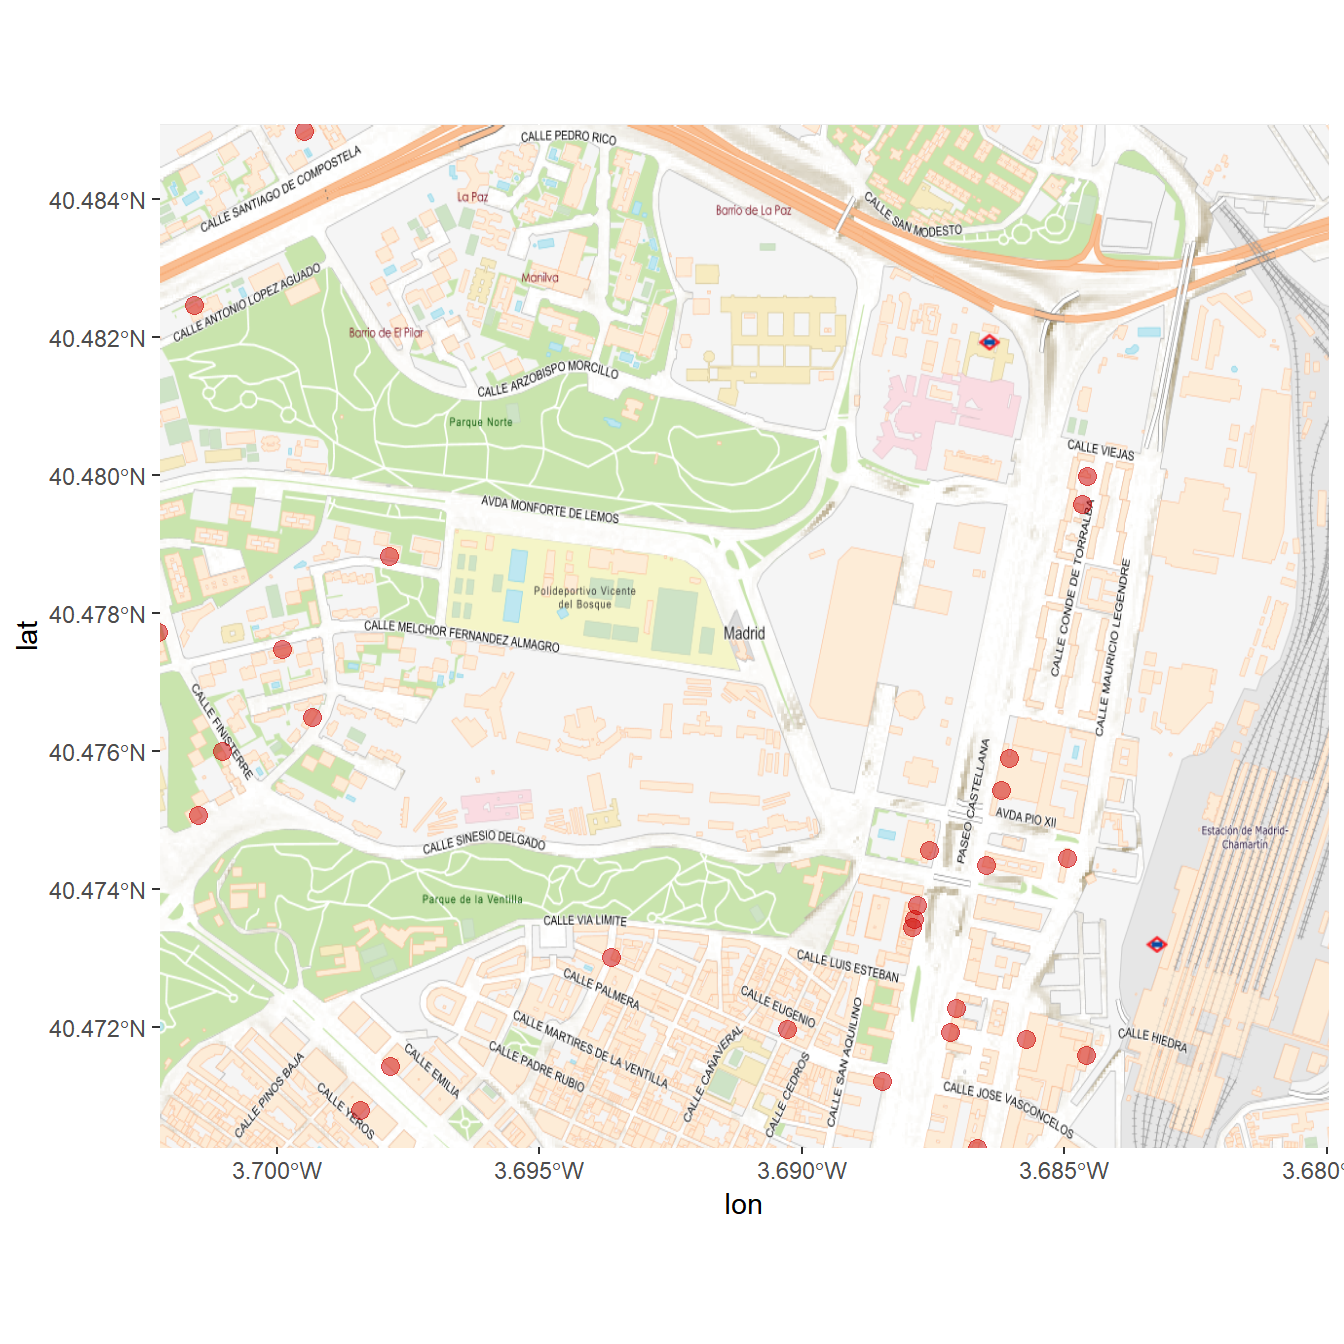 CALLE PEDRO RICO
CALLE SANTIAGO DE COMPOSTELA
La Paz
Barrio de La Paz
CALLE SAN MODESTO
40.484°N
Manilva
CALLE ANTONIO LOPEZ AGUADO
Barrio de El Pilar
40.482°N
CALLE ARZOBISPO MORCILLO
Parque Norte
CALLE VIEJAS
40.480°N
AVDA MONFORTE DE LEMOS
CALLE CONDE DE TORRALBA
CALLE MAURICIO LEGENDRE
Polideportivo Vicente
del Bosque
40.478°N
CALLE MELCHOR FERNANDEZ ALMAGRO
Madrid
lat
CALLE FINISTERRE
40.476°N
PASEO CASTELLANA
AVDA PIO XII
Estación de Madrid-
Chamartín
CALLE SINESIO DELGADO
40.474°N
Parque de la Ventilla
CALLE VIA LIMITE
CALLE LUIS ESTEBAN
CALLE PALMERA
CALLE EUGENIO
40.472°N
CALLE MARTIRES DE LA VENTILLA
CALLE PADRE RUBIO
CALLE CAÑAVERAL
CALLE CEDROS
CALLE SAN AQUILINO
CALLE HIEDRA
CALLE EMILIA
CALLE PINOS BAJA
CALLE YEROS
CALLE JOSE VASCONCELOS
3.700°W
3.695°W
3.690°W
3.685°W
3.680°
lon